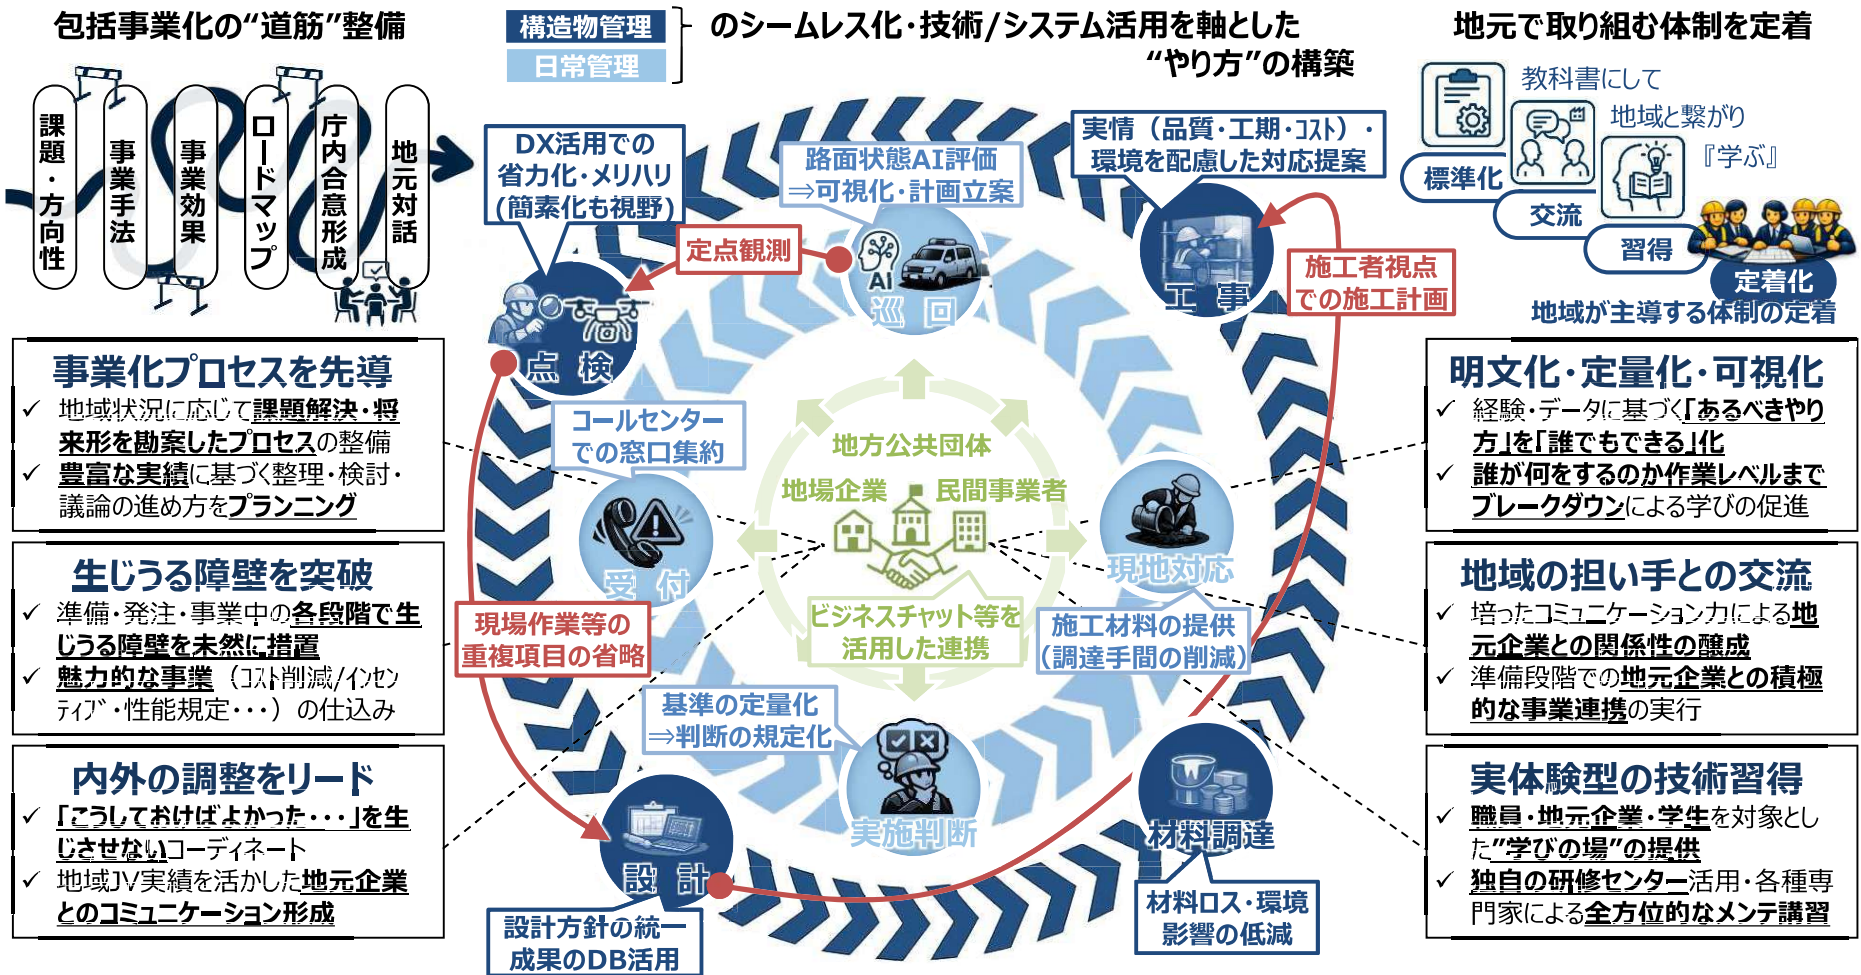 包括事業化の“道筋”整備
課題・方向性
事業手法
事業効果
ロードマップ
庁内合意形成
地元対話
事業化プロセスを先導
✓ 地域状況に応じて課題解決・将
来形を勘案したプロセスの整備
✓ 豊富な実績に基づく整理・検討・
議論の進め方をプランニング
生じうる障壁を突破
✓ 準備・発注・事業中の各段階で生
じうる障壁を未然に措置
✓ 魅力的な事業（コスト削減/インセン
ティブ・性能規定・・・）の仕込み
内外の調整をリード
✓ 「こうしておけばよかった・・・」を生
じさせないコーディネート
✓ 地域JV実績を活かした地元企業
とのコミュニケーション形成
構造物管理
日常管理
のシームレス化・技術/システム活用を軸とした
“やり方”の構築
DX活用での
省力化・メリハリ
(簡素化も視野)
路面状態AI評価
⇒可視化・計画立案
実情（品質・工期・コスト）・
環境を配慮した対応提案
定点観測
AI
巡回
点検
工事
施工者視点
での施工計画
コールセンター
での窓口集約
受付
地方公共団体
地場企業
民間事業者
ビジネスチャット等を
活用した連携
現地対応
施工材料の提供
（調達手間の削減）
現場作業等の
重複項目の省略
基準の定量化
⇒判断の規定化
実施判断
設計
設計方針の統一
成果のDB活用
材料調達
材料ロス・環境
影響の低減
地元で取り組む体制を定着
教科書にして
地域と繋がり
『学ぶ』
標準化
交流
習得
定着化
地域が主導する体制の定着
明文化・定量化・可視化
✓ 経験・データに基づく「あるべきやり
方」を「誰でもできる」化
✓ 誰が何をするのか作業レベルまで
ブレークダウンによる学びの促進
地域の担い手との交流
✓ 培ったコミュニケーション力による地
元企業との関係性の醸成
✓ 準備段階での地元企業との積極
的な事業連携の実行
実体験型の技術習得
✓ 職員・地元企業・学生を対象とし
た”学びの場”の提供
✓ 独自の研修センター活用・各種専
門家による全方位的なメンテ講習